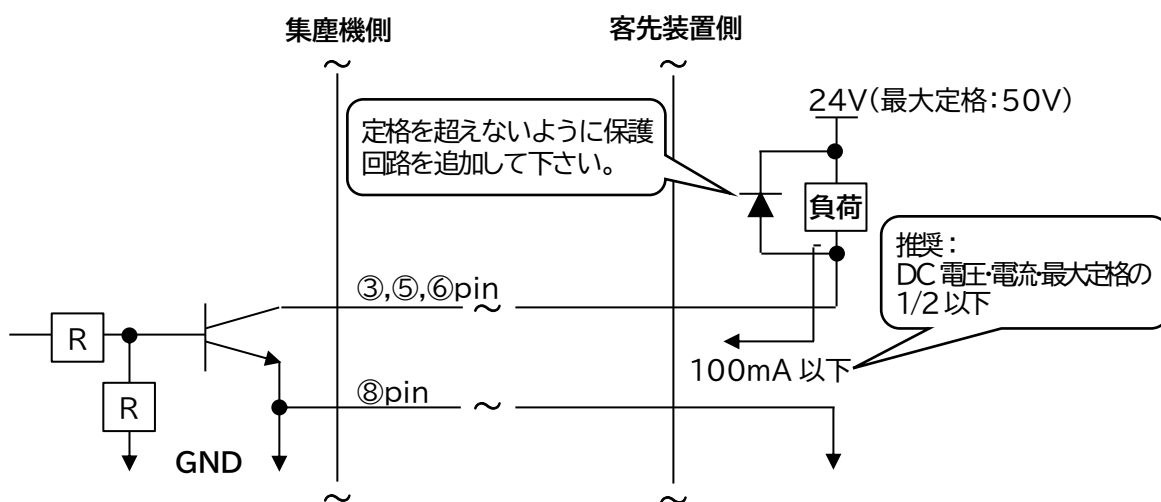 集塵機側
客先装置側
24V(最大定格:50V)
定格を超えないように保護
回路を追加して下さい。
負荷
推奨:
DC 電圧・電流・最大定格の
1/2 以下
③,⑤,⑥pin
R
100mA 以下
R
⑧pin
GND